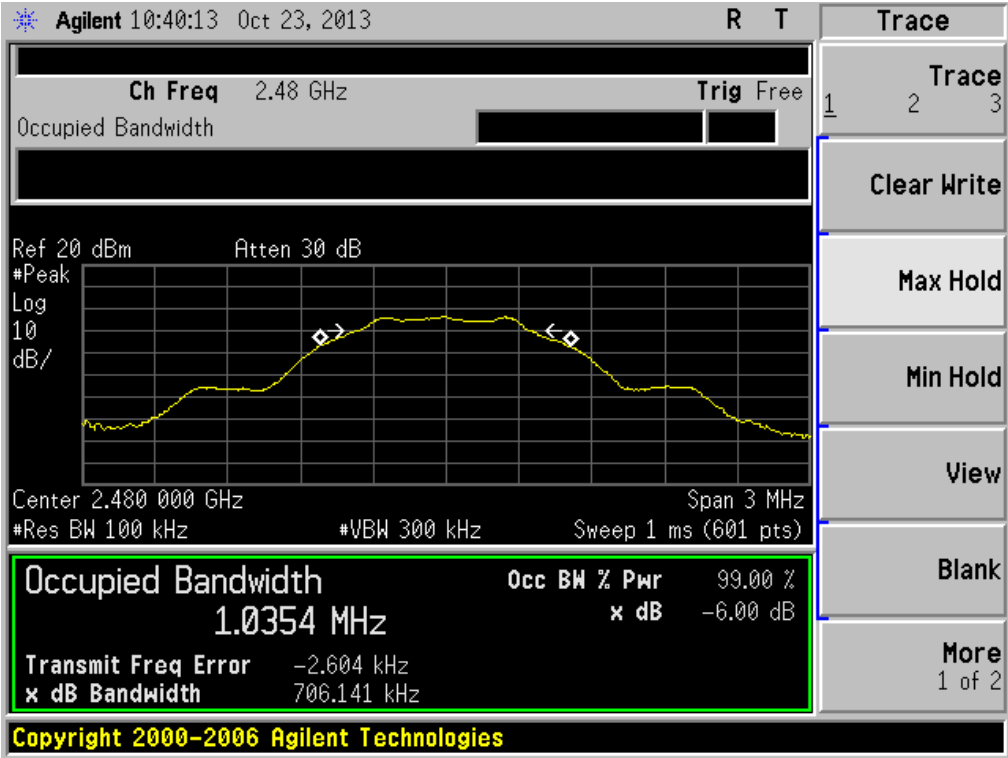 Agilent 10:40:13 Oct 23, 2013 R T
Ch Freq 2.48 GHz Trig Free
Occupied Bandwidth
Ref 20 dBm Atten 30 dB
#Peak
Log
10
dB/
Center 2.480 000 GHz Span 3 MHz
#Res BW 100 kHz #VBW 300 kHz Sweep 1 ms (601 pts)
Occupied Bandwidth Occ BW % Pwr 99.00 %
1.0354 MHz x dB -6.00 dB
Transmit Freq Error -2.604 kHz
x dB Bandwidth 706.141 kHz
Copyright 2000-2006 Agilent Technologies
Trace
Trace
1 2 3
Clear Write
Max Hold
Min Hold
View
Blank
More
1 of 2